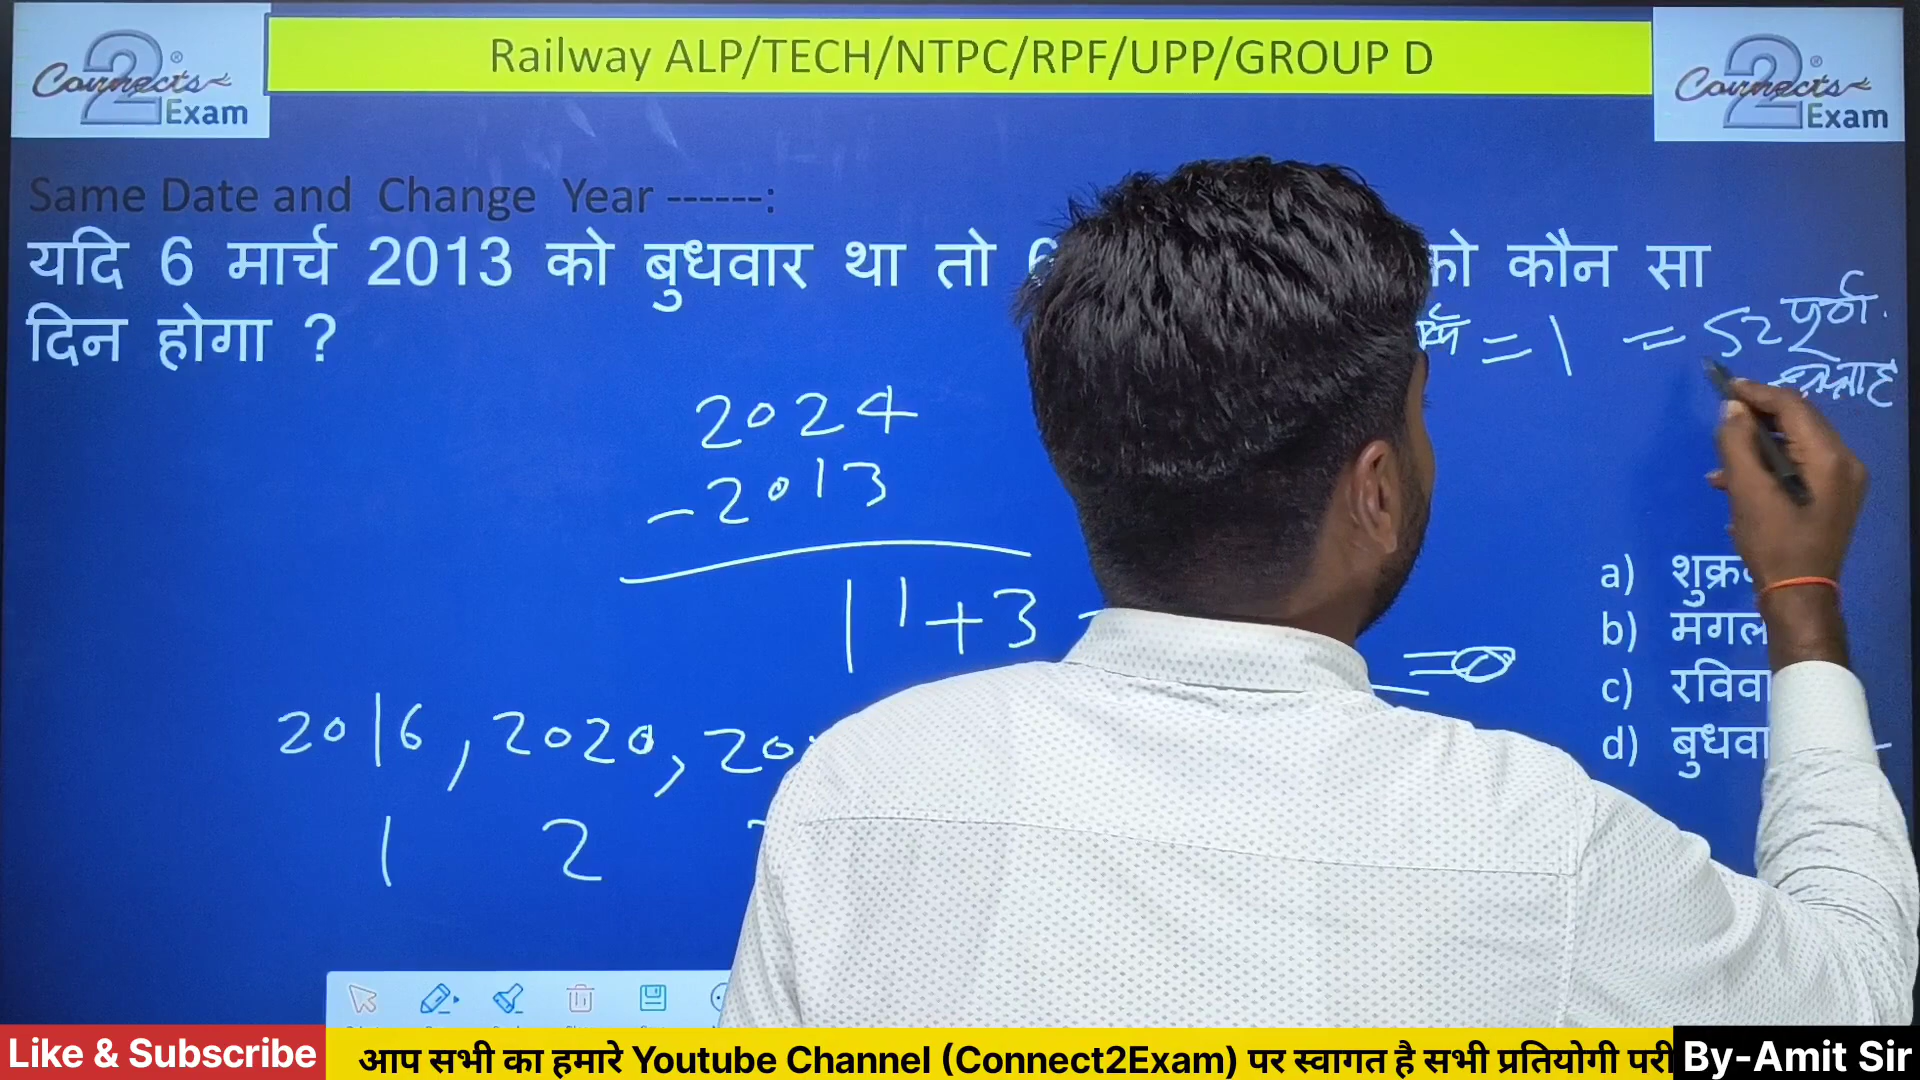 Connects 2 Exam ®
Railway ALP/TECH/NTPC/RPF/UPP/GROUP D
Connects 2 Exam ®
Same Date and Change Year ------:
यदि 6 मार्च 2013 को बुधवार था तो 6 को कौन सा
दिन होगा ?
= 1 = 52 पूर्ण
सप्ताह
2024
- 2013
11+3
= 0
a) शुक्र
b) मंगल
c) रविवा
d) बुधवा
2016, 2020, 20
1 2
Like & Subscribe
आप सभी का हमारे Youtube Channel (Connect2Exam) पर स्वागत है सभी प्रतियोगी परी
By-Amit Sir